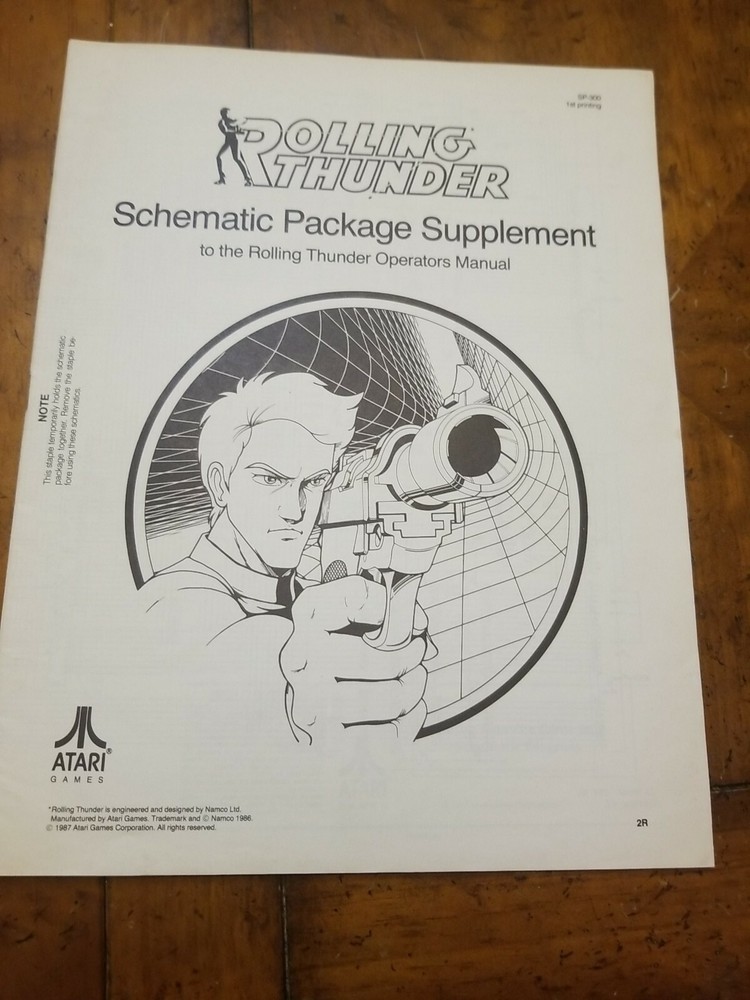 SP-300
1st printing
ROLLING
THUNDER
Schematic Package Supplement
to the Rolling Thunder Operators Manual
NOTE
This staple temporarily holds the schematic
package together. Remove the staple be-
fore using these schematics.
ATARI®
GAMES
*Rolling Thunder is engineered and designed by Namco Ltd.
Manufactured by Atari Games. Trademark and © Namco 1986.
© 1987 Atari Games Corporation. All rights reserved.
2R